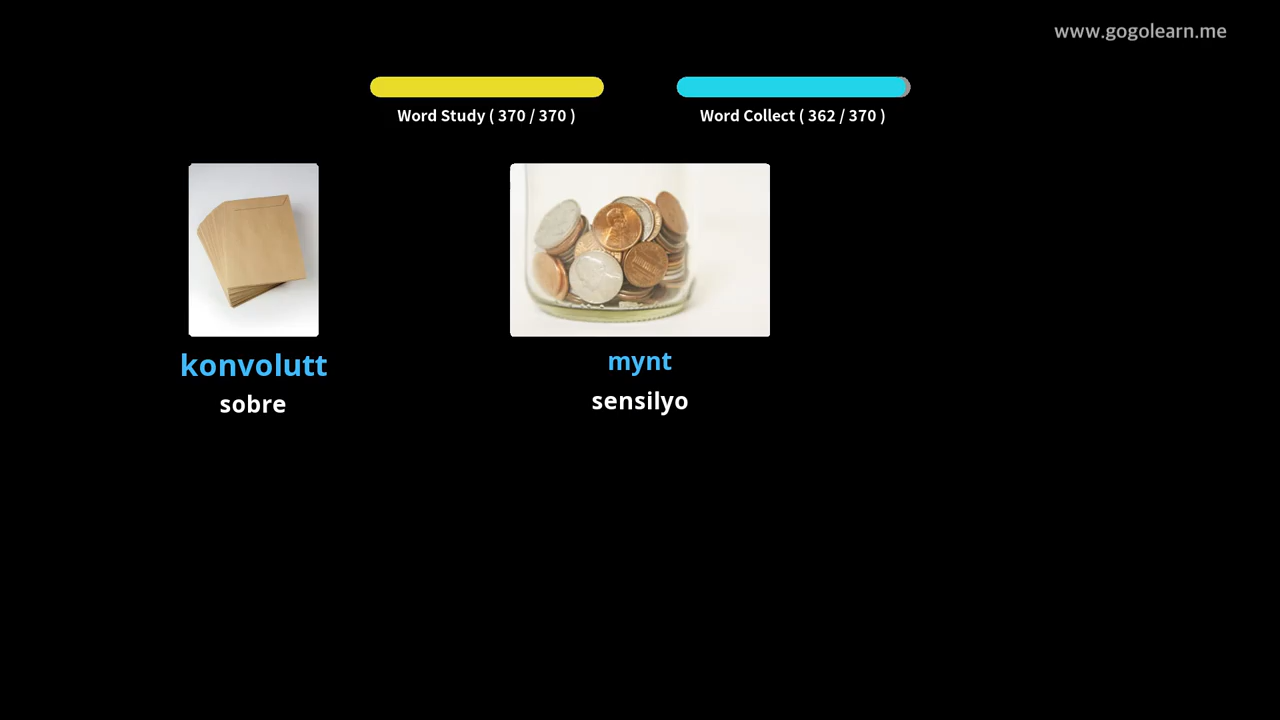 www.gogolearn.me
Word Study ( 370 / 370 )
Word Collect ( 362 / 370 )
konvolutt
sobre
mynt
sensilyo